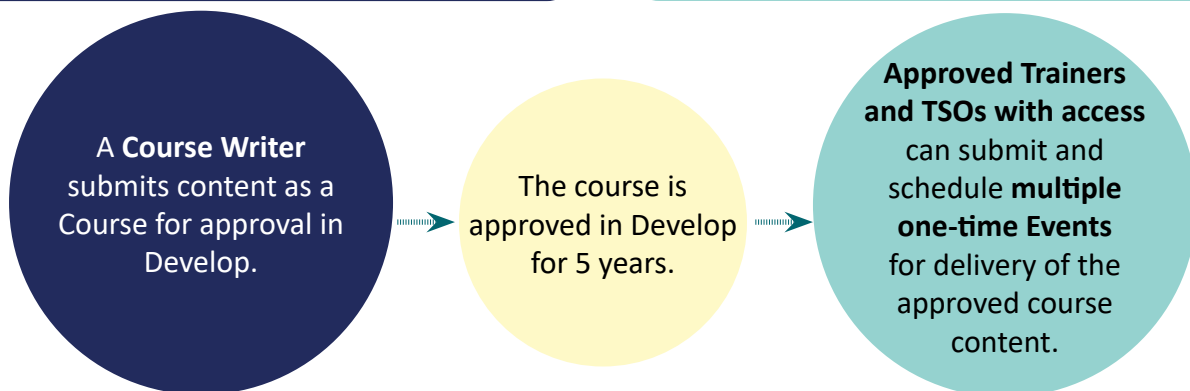 A Course Writer
submits content as a
Course for approval in
Develop.
The course is
approved in Develop
for 5 years.
Approved Trainers
and TSOs with access
can submit and
schedule multiple
one-time Events
for delivery of the
approved course
content.